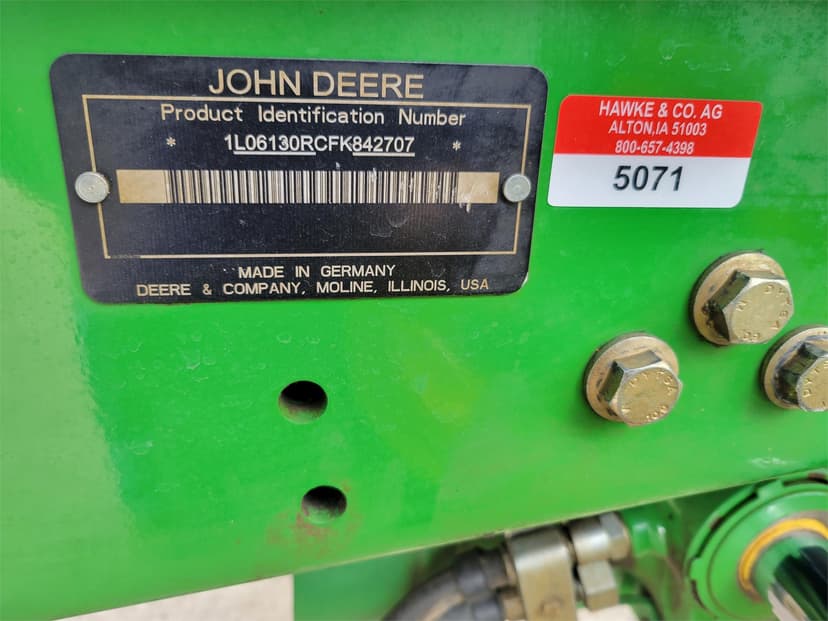 JOHN DEERE
Product Identification Number
* 1L06130RCFK842707 *
MADE IN GERMANY
DEERE & COMPANY, MOLINE, ILLINOIS, USA
HAWKE & CO. AG
ALTON,IA 51003
800-657-4398
5071